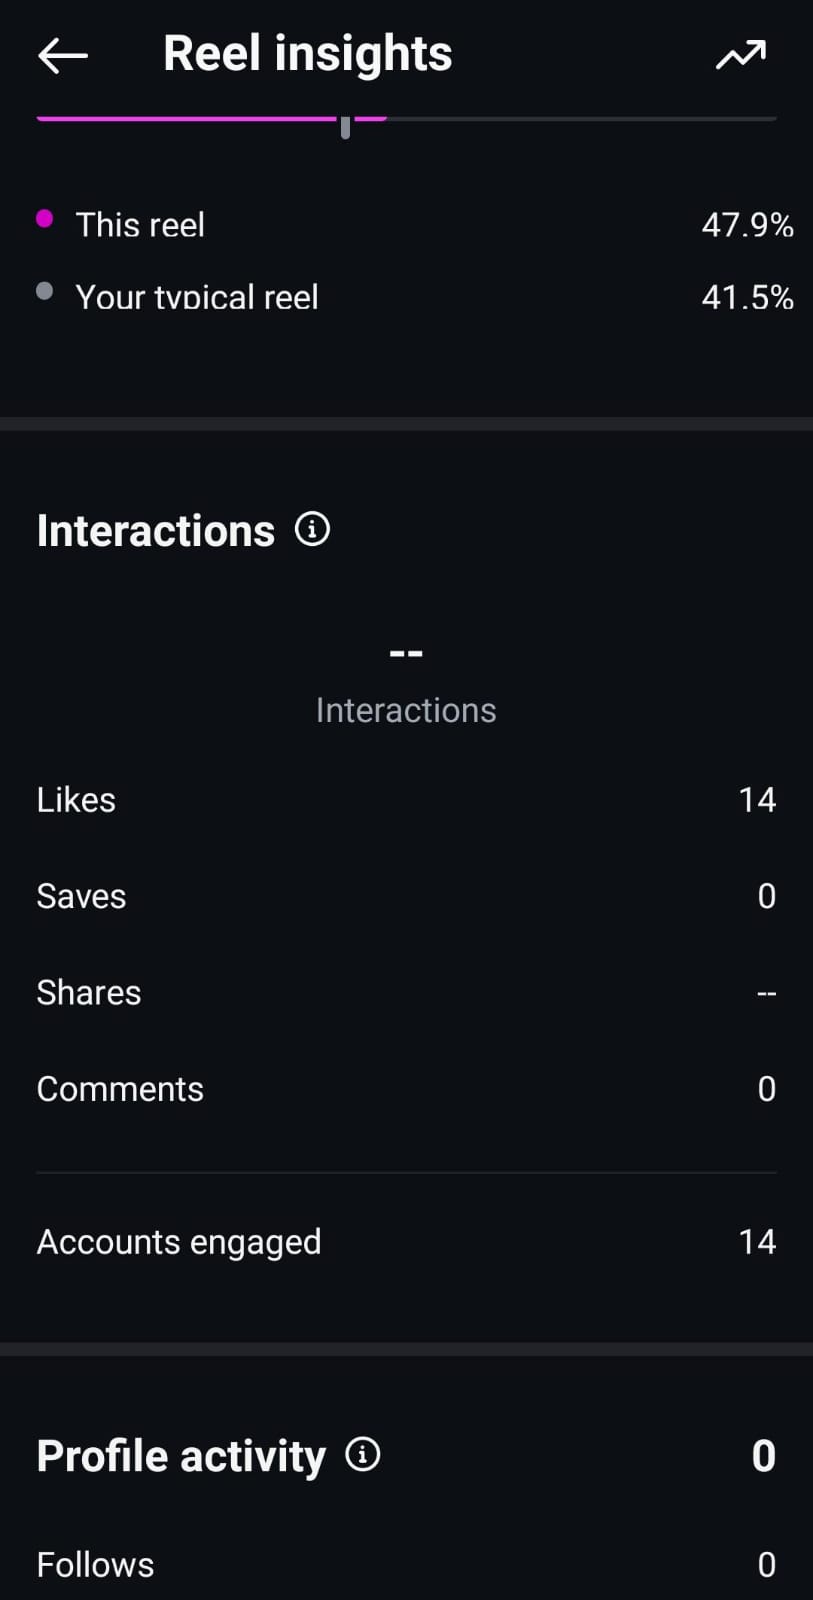 Reel insights
This reel 47.9%
Your typical reel 41.5%
Interactions
--
Interactions
Likes 14
Saves 0
Shares --
Comments 0
Accounts engaged 14
Profile activity 0
Follows 0